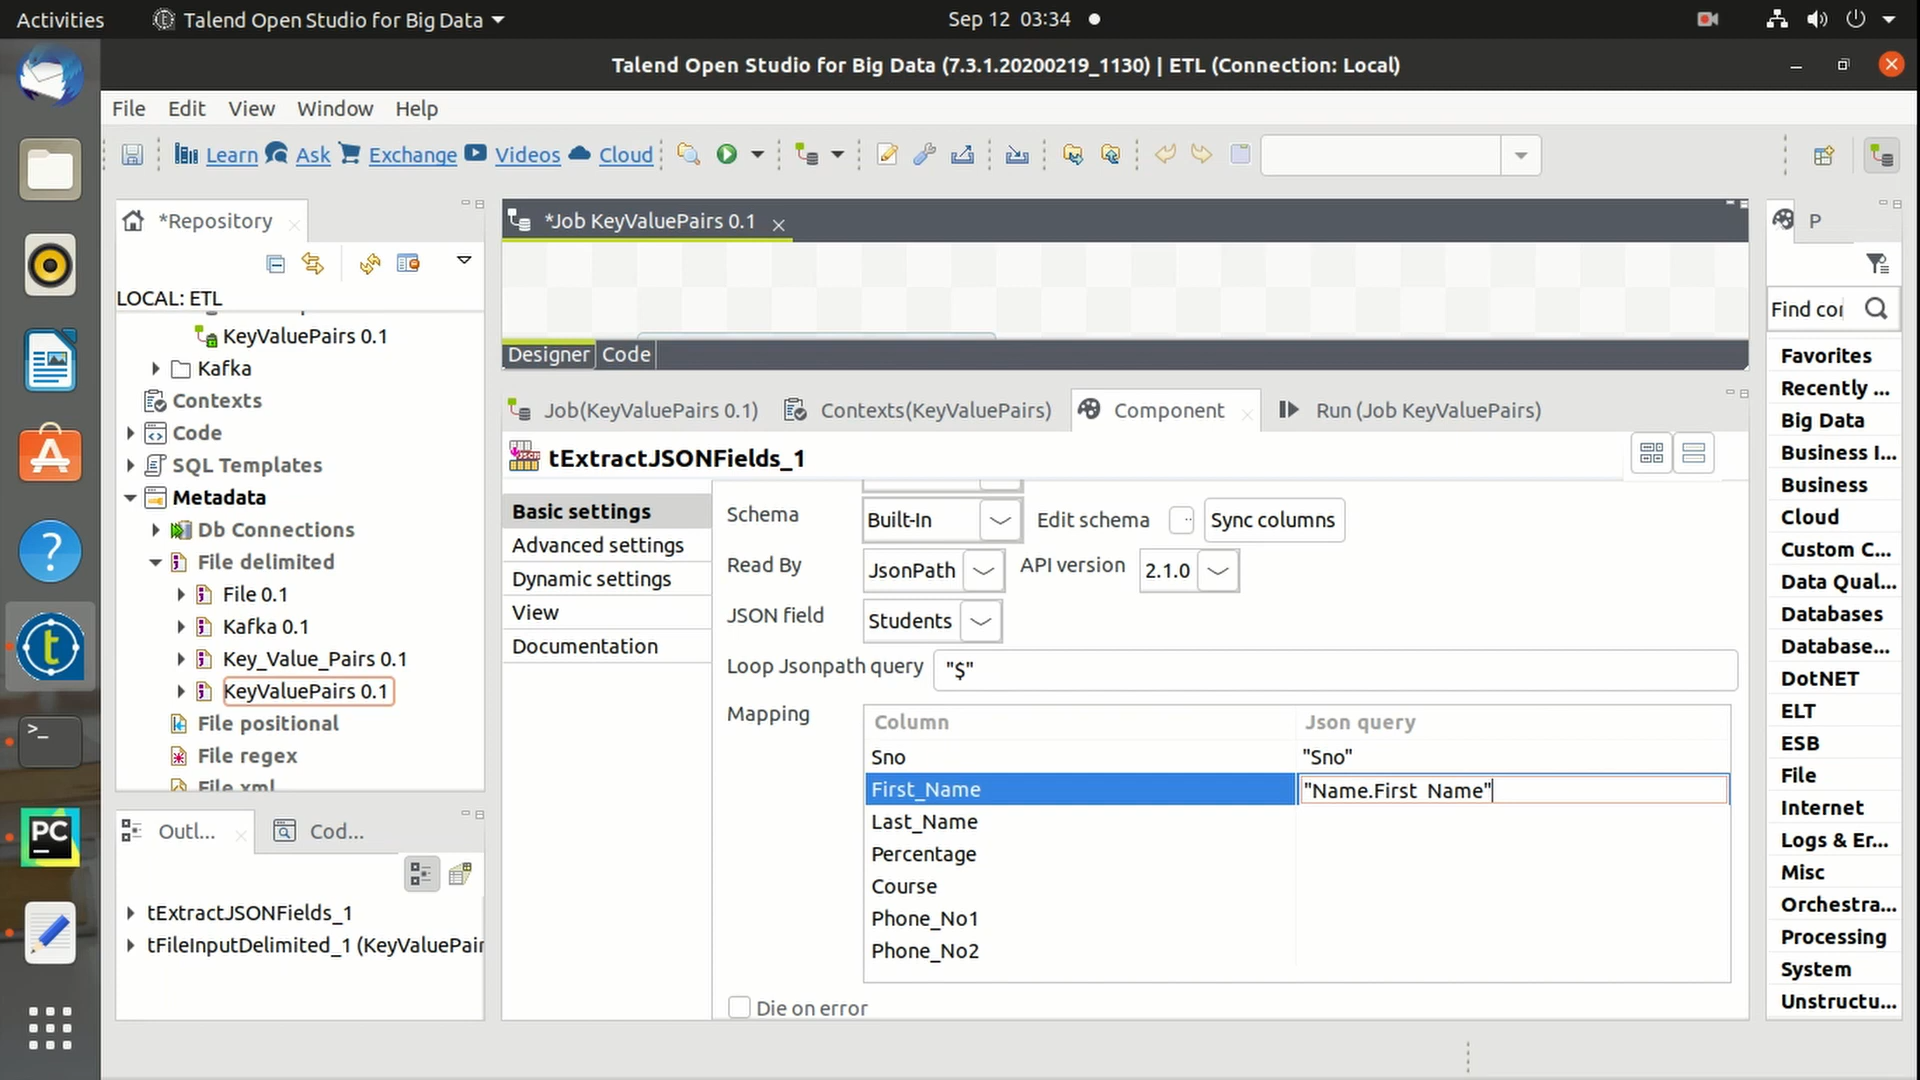 Activities
Talend Open Studio for Big Data
Sep 12 03:34
Talend Open Studio for Big Data (7.3.1.20200219_1130) | ETL (Connection: Local)
File Edit View Window Help
Learn Ask Exchange Videos Cloud
*Repository
LOCAL: ETL
KeyValuePairs 0.1
Kafka
Contexts
Code
SQL Templates
Metadata
Db Connections
File delimited
File 0.1
Kafka 0.1
Key_Value_Pairs 0.1
KeyValuePairs 0.1
File positional
File regex
File xml
Outl... Cod...
tExtractJSONFields_1
tFileInputDelimited_1 (KeyValuePair
*Job KeyValuePairs 0.1
Designer Code
Job(KeyValuePairs 0.1) Contexts(KeyValuePairs) Component Run (Job KeyValuePairs)
tExtractJSONFields_1
Basic settings
Advanced settings
Dynamic settings
View
Documentation
Schema Built-In Edit schema Sync columns
Read By JsonPath API version 2.1.0
JSON field Students
Loop Jsonpath query "$"
Mapping
Column Json query
Sno "Sno"
First_Name "Name.First_Name"
Last_Name
Percentage
Course
Phone_No1
Phone_No2
Die on error
P
Find cor
Favorites
Recently ...
Big Data
Business I...
Business
Cloud
Custom C...
Data Qual...
Databases
Database...
DotNET
ELT
ESB
File
Internet
Logs & Er...
Misc
Orchestra...
Processing
System
Unstructu...